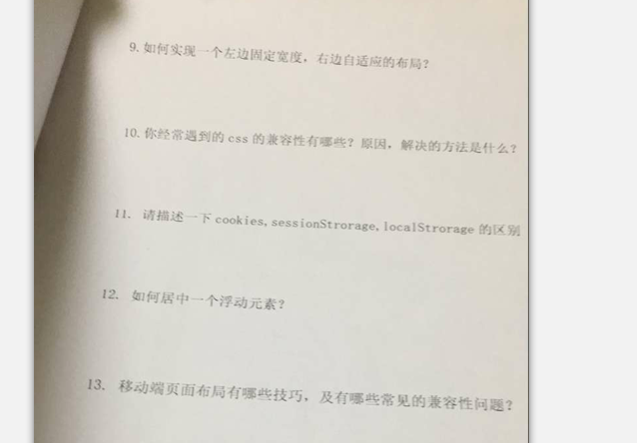 9. 如何实现一个左边固定宽度，右边自适应的布局？
10. 你经常遇到的 css 的兼容性有哪些？原因，解决的方法是什么？
11. 请描述一下 cookies, sessionStrorage, localStrorage 的区别
12. 如何居中一个浮动元素？
13. 移动端页面布局有哪些技巧，及有哪些常见的兼容性问题？